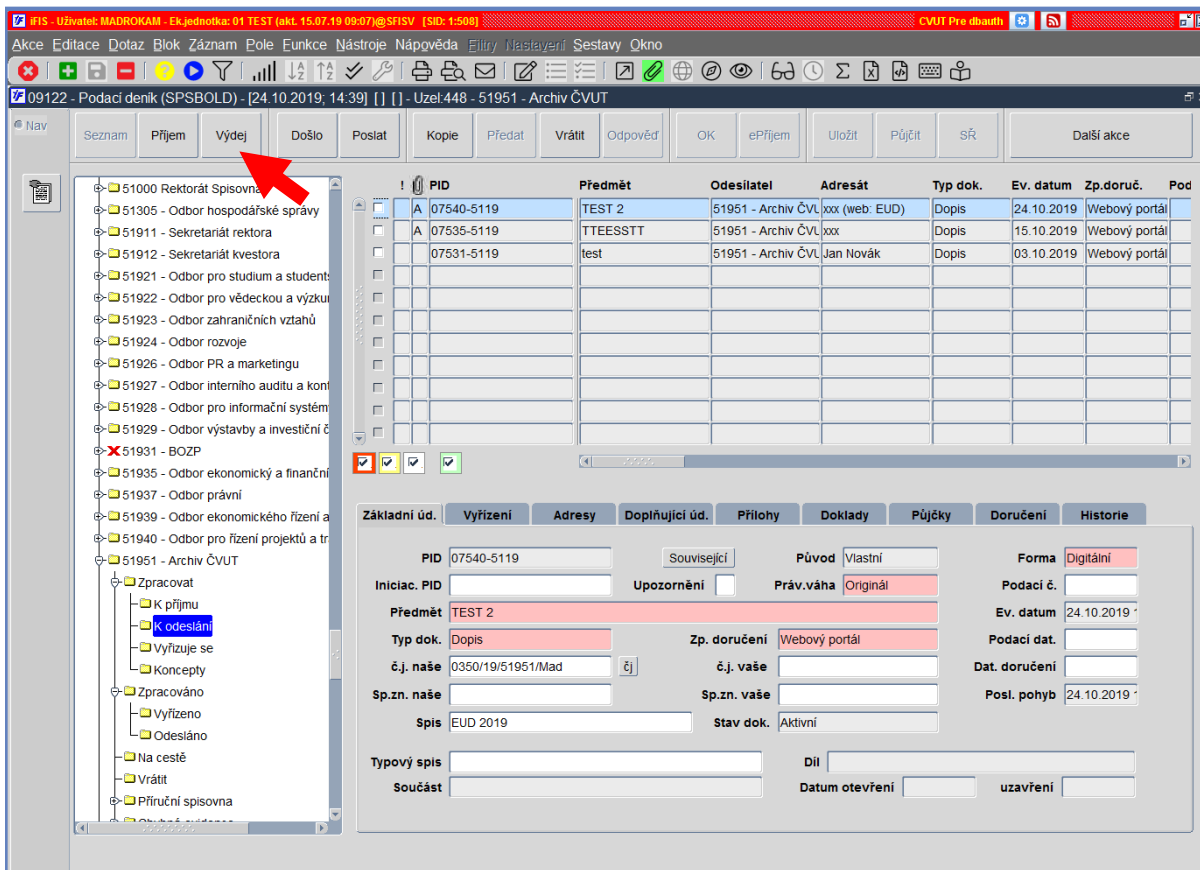 iFIS - Uživatel: MADROKAM - Ek.jednotka: 01 TEST (akt. 15.07.19 09:07)@SFISV [SID: 1:508] CVUT Pre dbauth
Akce Editace Dotaz Blok Záznam Pole Funkce Nástroje Nápověda Filtry Nastavení Sestavy Okno
09122 - Podací deník (SPSBOLD) - [24.10.2019; 14:39] [ ] [ ] - Uzel:448 - 51951 - Archiv ČVUT
Nav
Seznam Příjem Výdej Došlo Poslat Kopie Předat Vrátit Odpověď OK ePříjem Uložit Půjčit SŘ Další akce
51000 Rektorát Spisovna
51305 - Odbor hospodářské správy
51911 - Sekretariát rektora
51912 - Sekretariát kvestora
51921 - Odbor pro studium a student
51922 - Odbor pro vědeckou a výzku
51923 - Odbor zahraničních vztahů
51924 - Odbor rozvoje
51926 - Odbor PR a marketingu
51927 - Odbor interního auditu a kont
51928 - Odbor pro informační systém
51929 - Odbor výstavby a investiční č
51931 - BOZP
51935 - Odbor ekonomický a finanční
51937 - Odbor právní
51939 - Odbor ekonomického řízení a
51940 - Odbor pro řízení projektů a tr
51951 - Archiv ČVUT
Zpracovat
K příjmu
K odeslání
Vyřizuje se
Koncepty
Zpracováno
Vyřízeno
Odesláno
Na cestě
Vrátit
Příruční spisovna
! PID Předmět Odesílatel Adresát Typ dok. Ev. datum Zp.doruč. Pod
A 07540-5119 TEST 2 51951 - Archiv ČVU xxx (web: EUD) Dopis 24.10.2019 Webový portál
A 07535-5119 TTEESSTT 51951 - Archiv ČVU xxx Dopis 15.10.2019 Webový portál
07531-5119 test 51951 - Archiv ČVU Jan Novák Dopis 03.10.2019 Webový portál
Základní úd. Vyřízení Adresy Doplňující úd. Přílohy Doklady Půjčky Doručení Historie
PID 07540-5119 Související Původ Vlastní Forma Digitální
Iniciac. PID Upozornění Práv.váha Originál Podací č.
Předmět TEST 2 Ev. datum 24.10.2019
Typ dok. Dopis Zp. doručení Webový portál Podací dat.
č.j. naše 0350/19/51951/Mad čj č.j. vaše Dat. doručení
Sp.zn. naše Sp.zn. vaše Posl. pohyb 24.10.2019
Spis EUD 2019 Stav dok. Aktivní
Typový spis Díl
Součást Datum otevření uzavření